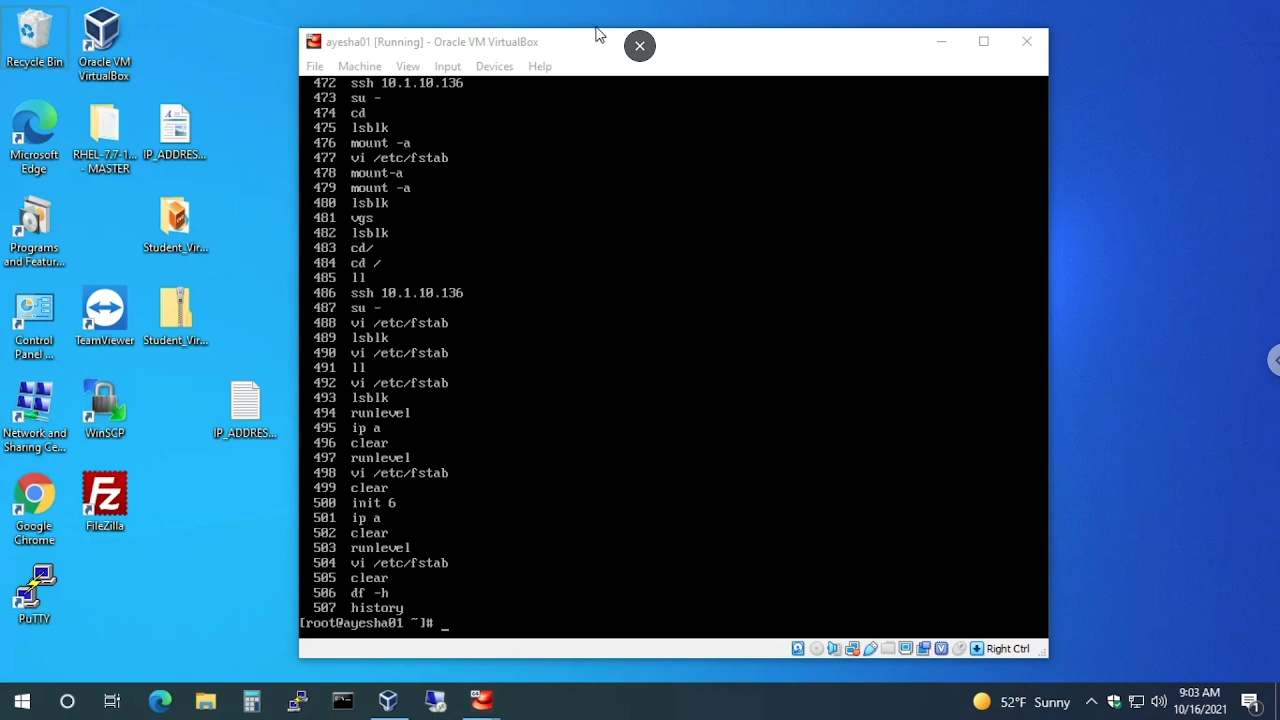 Recycle Bin
Oracle VM
VirtualBox
Microsoft
Edge
RHEL-7.7-1...
- MASTER
IP_ADDRES...
Programs
and Featur...
Student_Vir...
Control
Panel ...
TeamViewer
Student_Vir...
Network and
Sharing Ce...
WinSCP
IP_ADDRES...
Google
Chrome
FileZilla
PuTTY
ayesha01 [Running] - Oracle VM VirtualBox
File Machine View Input Devices Help
472 ssh 10.1.10.136
473 su -
474 cd
475 lsblk
476 mount -a
477 vi /etc/fstab
478 mount-a
479 mount -a
480 lsblk
481 vgs
482 lsblk
483 cd/
484 cd /
485 ll
486 ssh 10.1.10.136
487 su -
488 vi /etc/fstab
489 lsblk
490 vi /etc/fstab
491 ll
492 vi /etc/fstab
493 lsblk
494 runlevel
495 ip a
496 clear
497 runlevel
498 vi /etc/fstab
499 clear
500 init 6
501 ip a
502 clear
503 runlevel
504 vi /etc/fstab
505 clear
506 df -h
507 history
[root@ayesha01 ~]# _
Right Ctrl
52°F Sunny
9:03 AM
10/16/2021
1